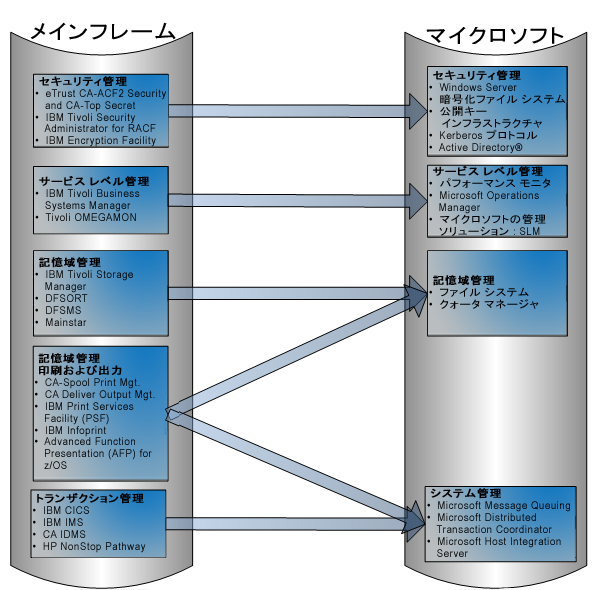 メインフレーム
セキュリティ管理
• eTrust CA-ACF2 Security
and CA-Top Secret
• IBM Tivoli Security
Administrator for RACF
• IBM Encryption Facility
サービス レベル管理
• IBM Tivoli Business
Systems Manager
• Tivoli OMEGAMON
記憶域管理
• IBM Tivoli Storage
Manager
• DFSORT
• DFSMS
• Mainstar
記憶域管理
印刷および出力
• CA-Spool Print Mgt.
• CA Deliver Output Mgt.
• IBM Print Services
Facility (PSF)
• IBM Infoprint
• Advanced Function
Presentation (AFP) for
z/OS
トランザクション管理
• IBM CICS
• IBM IMS
• CA IDMS
• HP NonStop Pathway
マイクロソフト
セキュリティ管理
• Windows Server
• 暗号化ファイル システム
• 公開キー
インフラストラクチャ
• Kerberos プロトコル
• Active Directory®
サービス レベル管理
• パフォーマンス モニタ
• Microsoft Operations
Manager
• マイクロソフトの管理
ソリューション : SLM
記憶域管理
• ファイル システム
• クォータ マネージャ
システム管理
• Microsoft Message Queuing
• Microsoft Distributed
Transaction Coordinator
• Microsoft Host Integration
Server